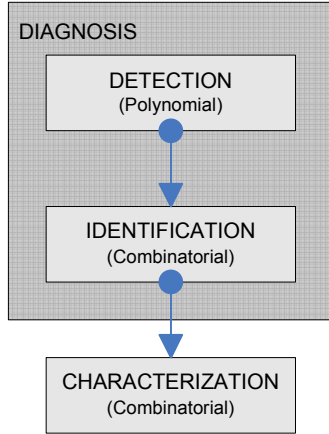 DIAGNOSIS
DETECTION
(Polynomial)
IDENTIFICATION
(Combinatorial)
CHARACTERIZATION
(Combinatorial)